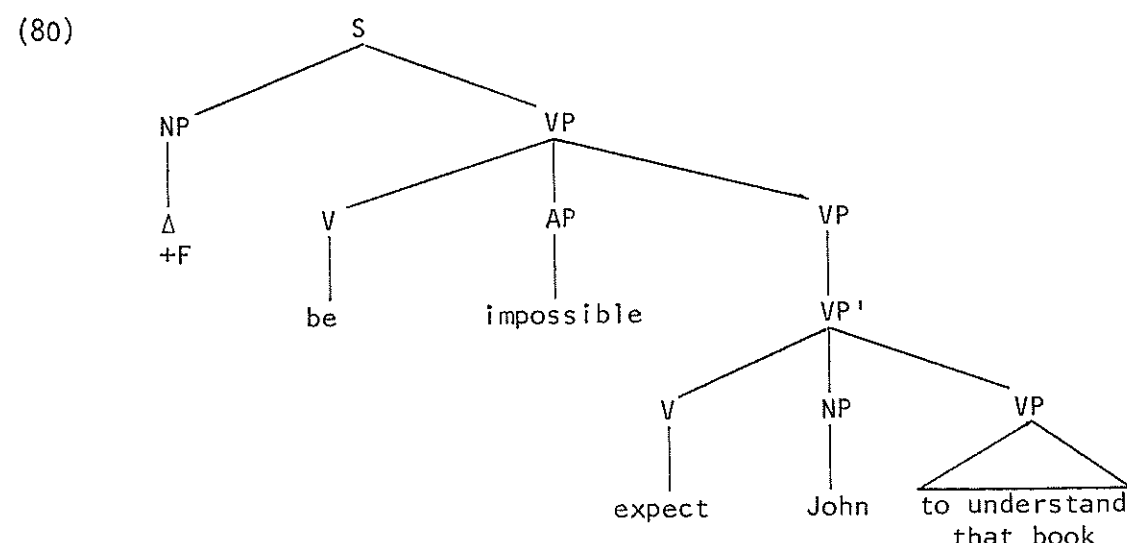 (80) S
NP VP
Δ V AP VP
+F
be impossible VP'
V NP VP
expect John to understand
that book